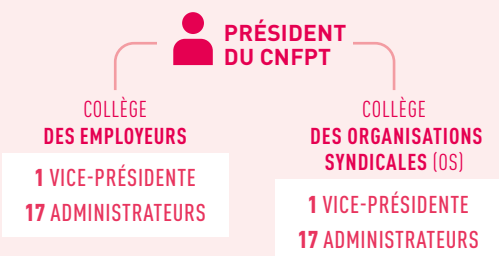 PRÉSIDENT
DU CNFPT
COLLÈGE
DES EMPLOYEURS
1 VICE-PRÉSIDENTE
17 ADMINISTRATEURS
COLLÈGE
DES ORGANISATIONS
SYNDICALES (OS)
1 VICE-PRÉSIDENTE
17 ADMINISTRATEURS